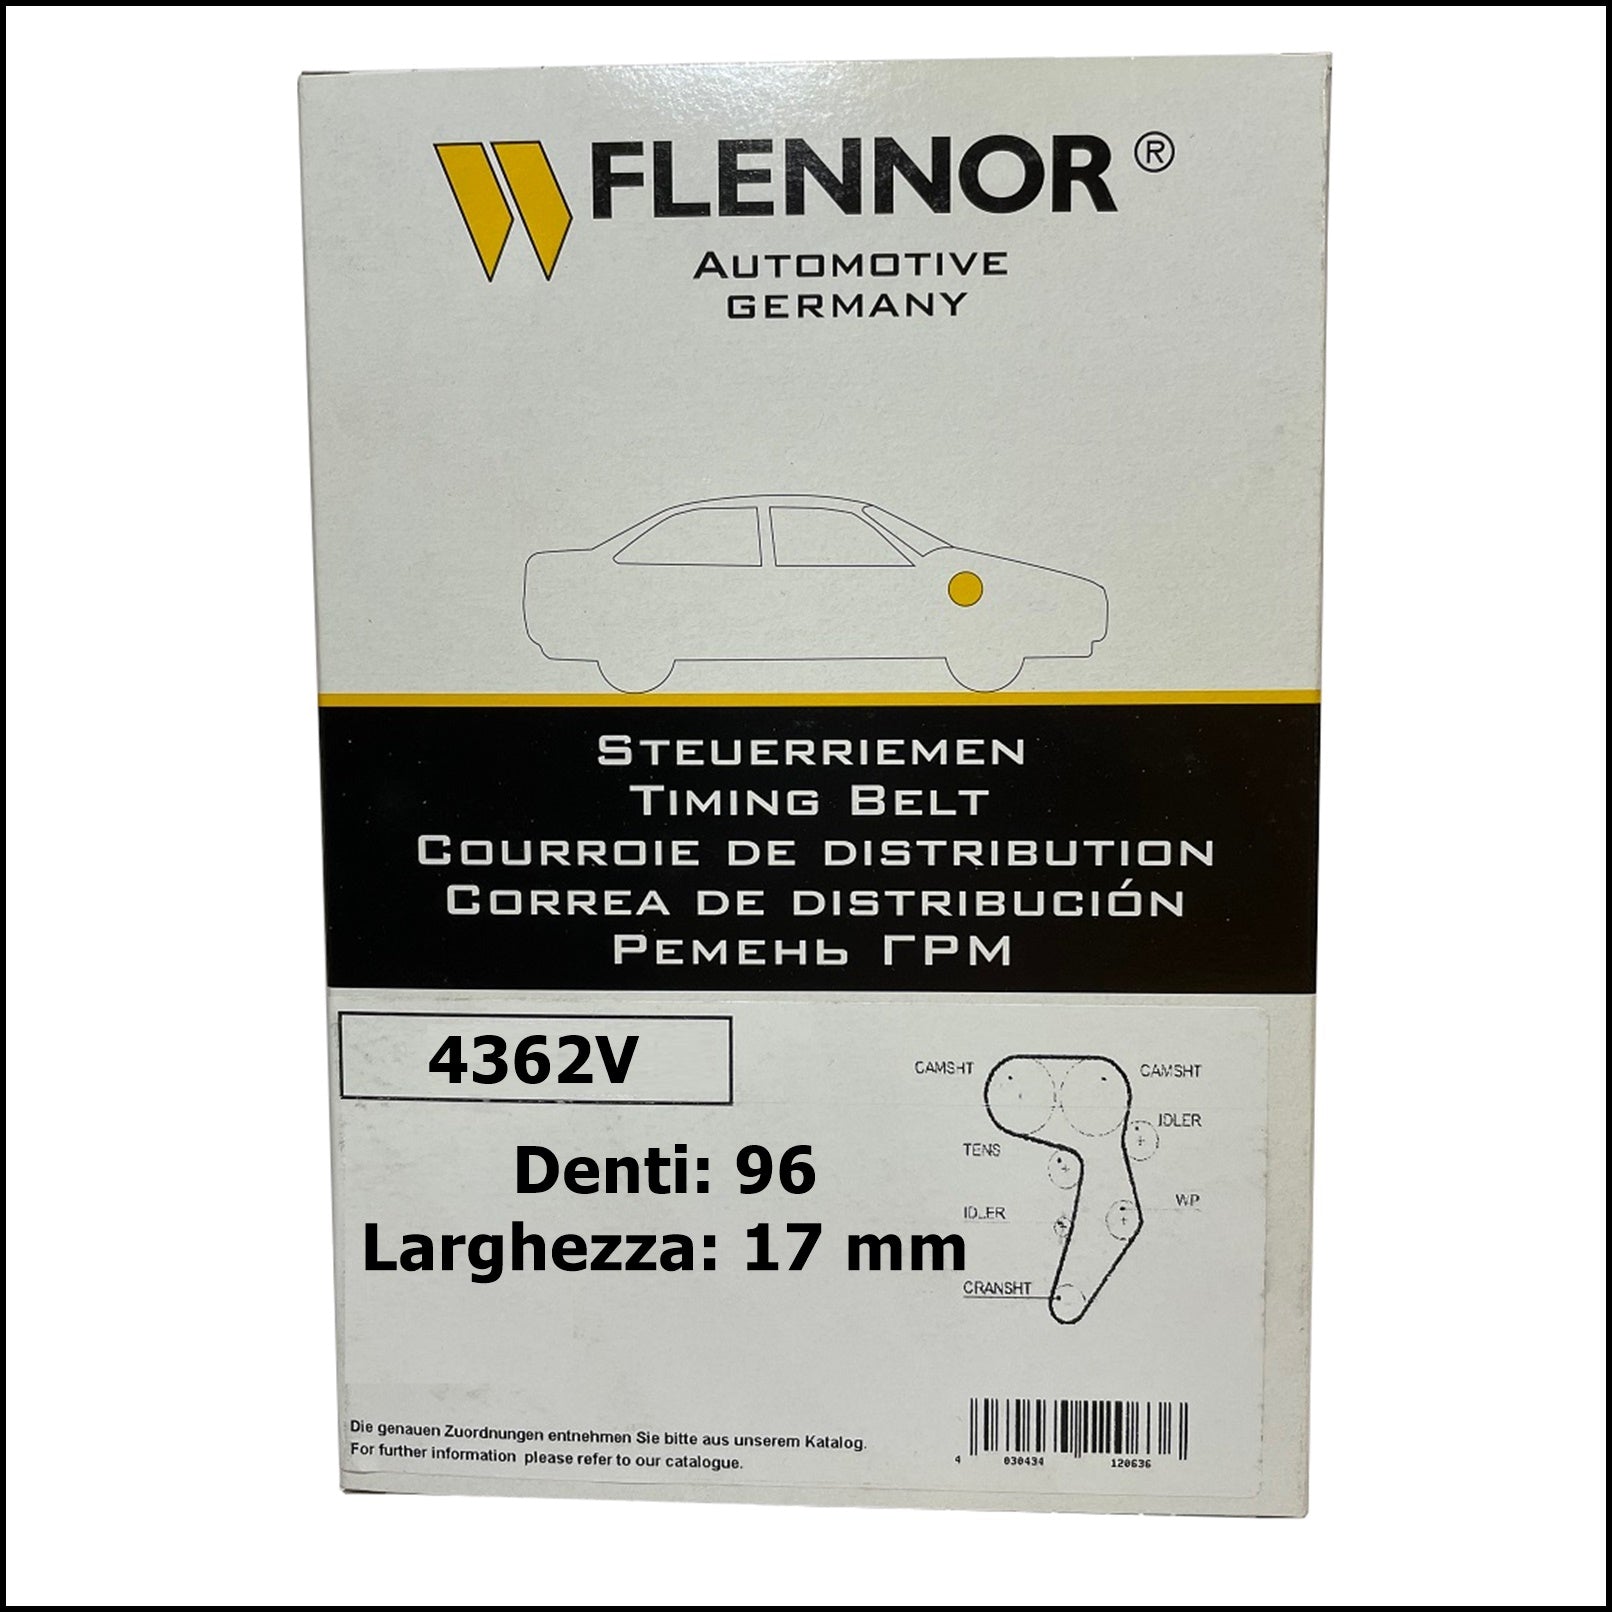 FLENNOR®
AUTOMOTIVE
GERMANY
STEUERRIEMEN
TIMING BELT
COURROIE DE DISTRIBUTION
CORREA DE DISTRIBUCIÓN
РЕМЕНЬ ГРМ
4362V
Denti: 96
Larghezza: 17 mm
CAMSHT
CAMSHT
IDLER
TENS
WP
IDLER
CRANSHT
Die genauen Zuordnungen entnehmen Sie bitte aus unserem Katalog.
For further information please refer to our catalogue.
4 030434 120636